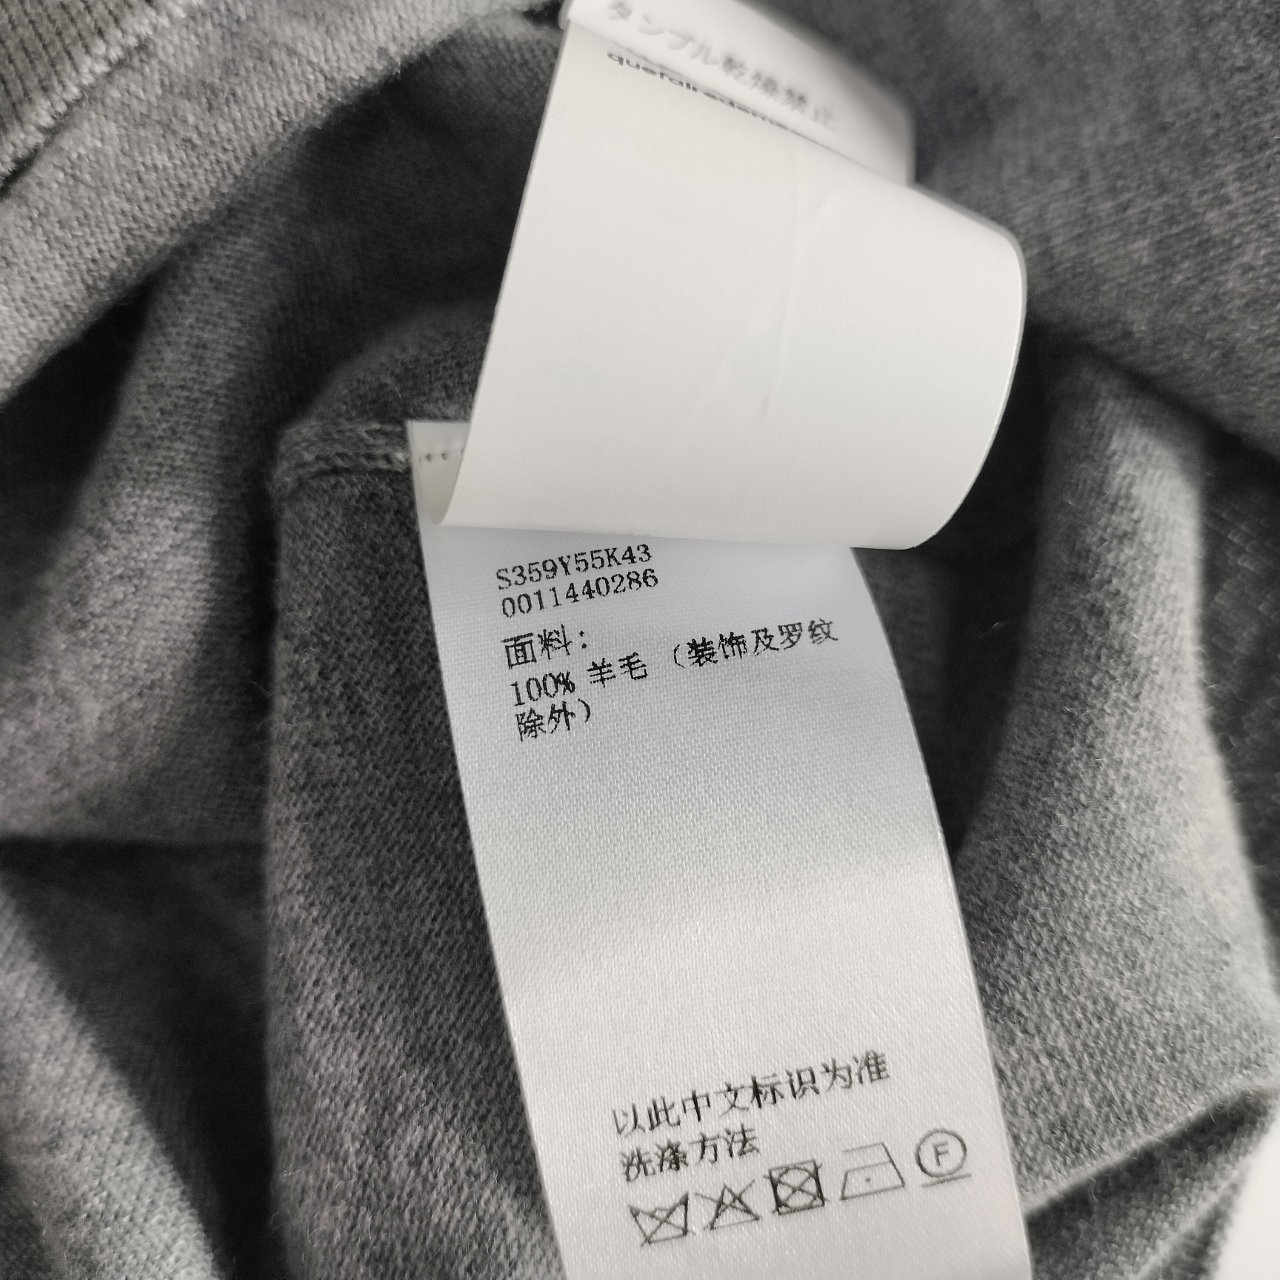 タンブル乾燥禁止
S359Y55K43
0011440286
面料：
100% 羊毛（装饰及罗纹
除外）
以此中文标识为准
洗涤方法
F